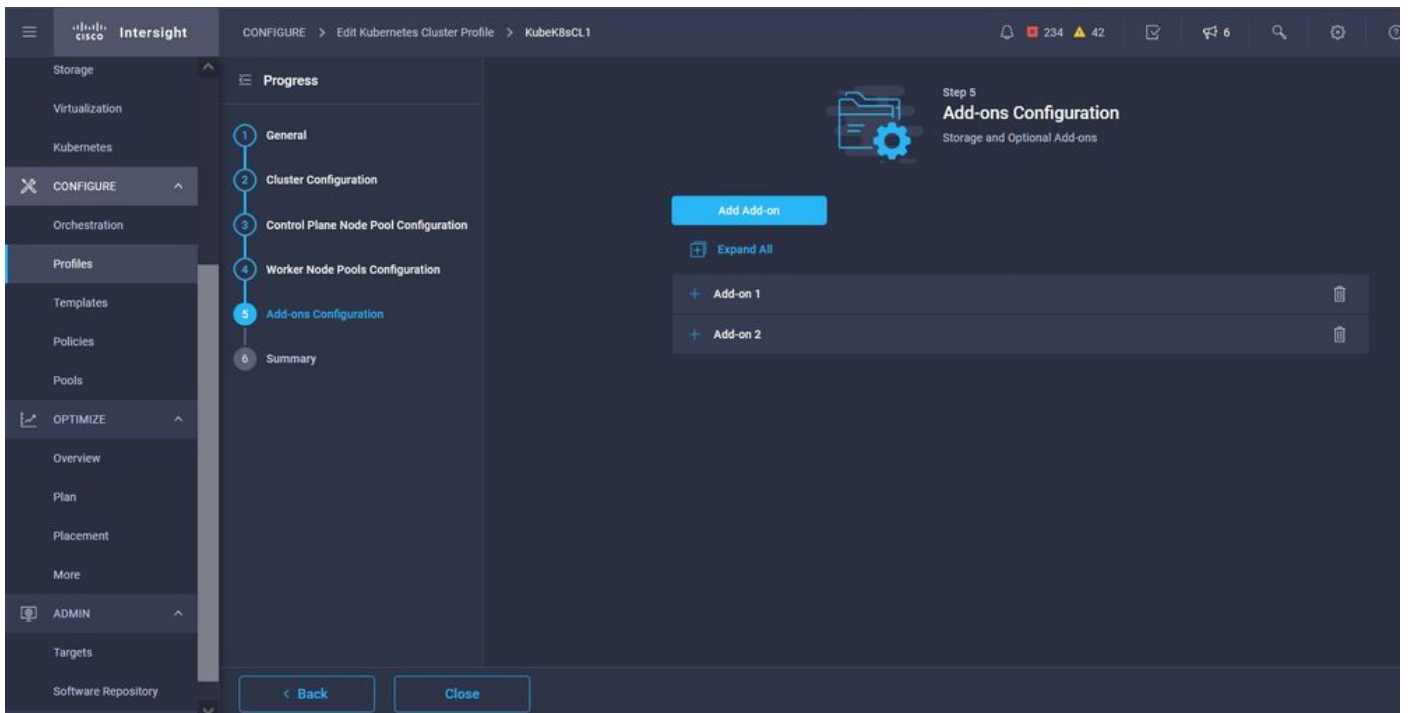 CISCO Intersight
CONFIGURE > Edit Kubernetes Cluster Profile > KubeK8sCL1
234 42 6
Storage
Virtualization
Kubernetes
CONFIGURE
Orchestration
Profiles
Templates
Policies
Pools
OPTIMIZE
Overview
Plan
Placement
More
ADMIN
Targets
Software Repository
Progress
1 General
2 Cluster Configuration
3 Control Plane Node Pool Configuration
4 Worker Node Pools Configuration
5 Add-ons Configuration
6 Summary
Step 5
Add-ons Configuration
Storage and Optional Add-ons
Add Add-on
Expand All
+ Add-on 1
+ Add-on 2
< Back
Close